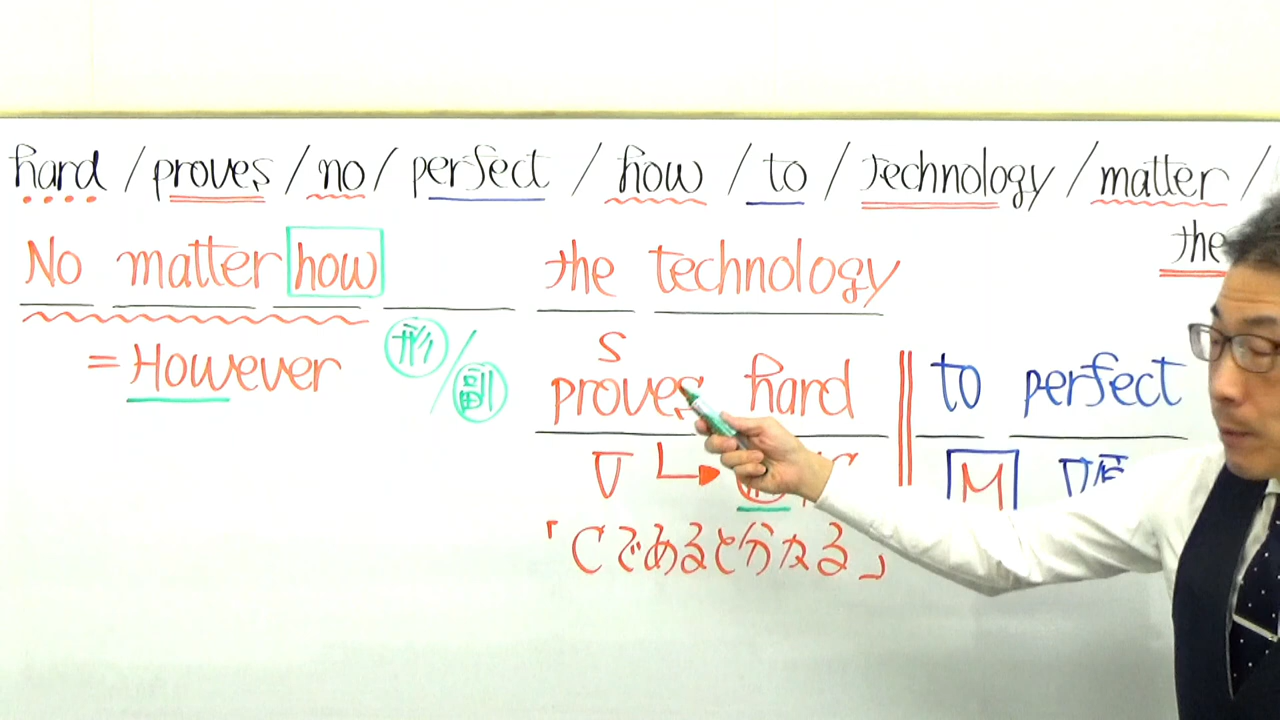 hard / proves / no / perfect / how / to / technology / matter /
the
No matter how the technology
= However 形 / 副 S
proves hard to perfect
V C M
「Cであると分かる」